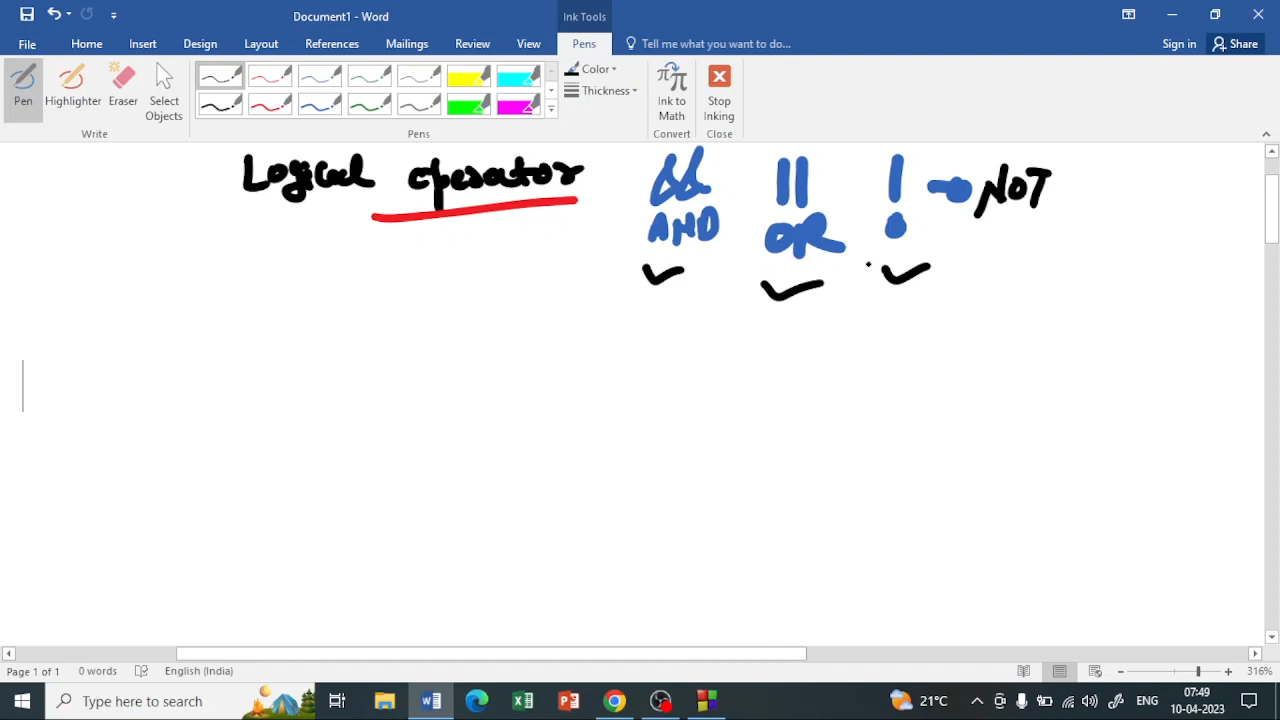 Document1 - Word
Ink Tools
File Home Insert Design Layout References Mailings Review View Pens Tell me what you want to do... Sign in Share
Pen Highlighter Eraser Select Objects
Color
Thickness
Ink to Math
Stop Inking
Write Pens Convert Close
Logical operator && || ! NOT
AND OR
Page 1 of 1 0 words English (India) 316%
Type here to search 21°C ENG 07:49
10-04-2023